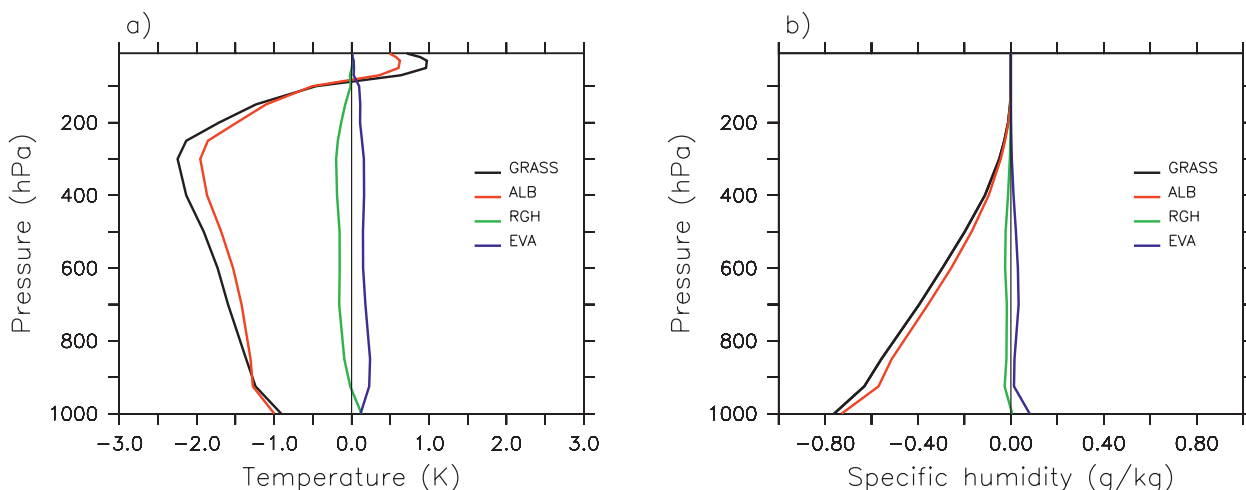 a)
−3.0 −2.0 −1.0 0.0 1.0 2.0 3.0
200
400
600
800
1000
Pressure (hPa)
Temperature (K)
GRASS
ALB
RGH
EVA
b)
200
400
600
800
1000
Pressure (hPa)
−0.80 −0.40 0.00 0.40 0.80
Specific humidity (g/kg)
GRASS
ALB
RGH
EVA